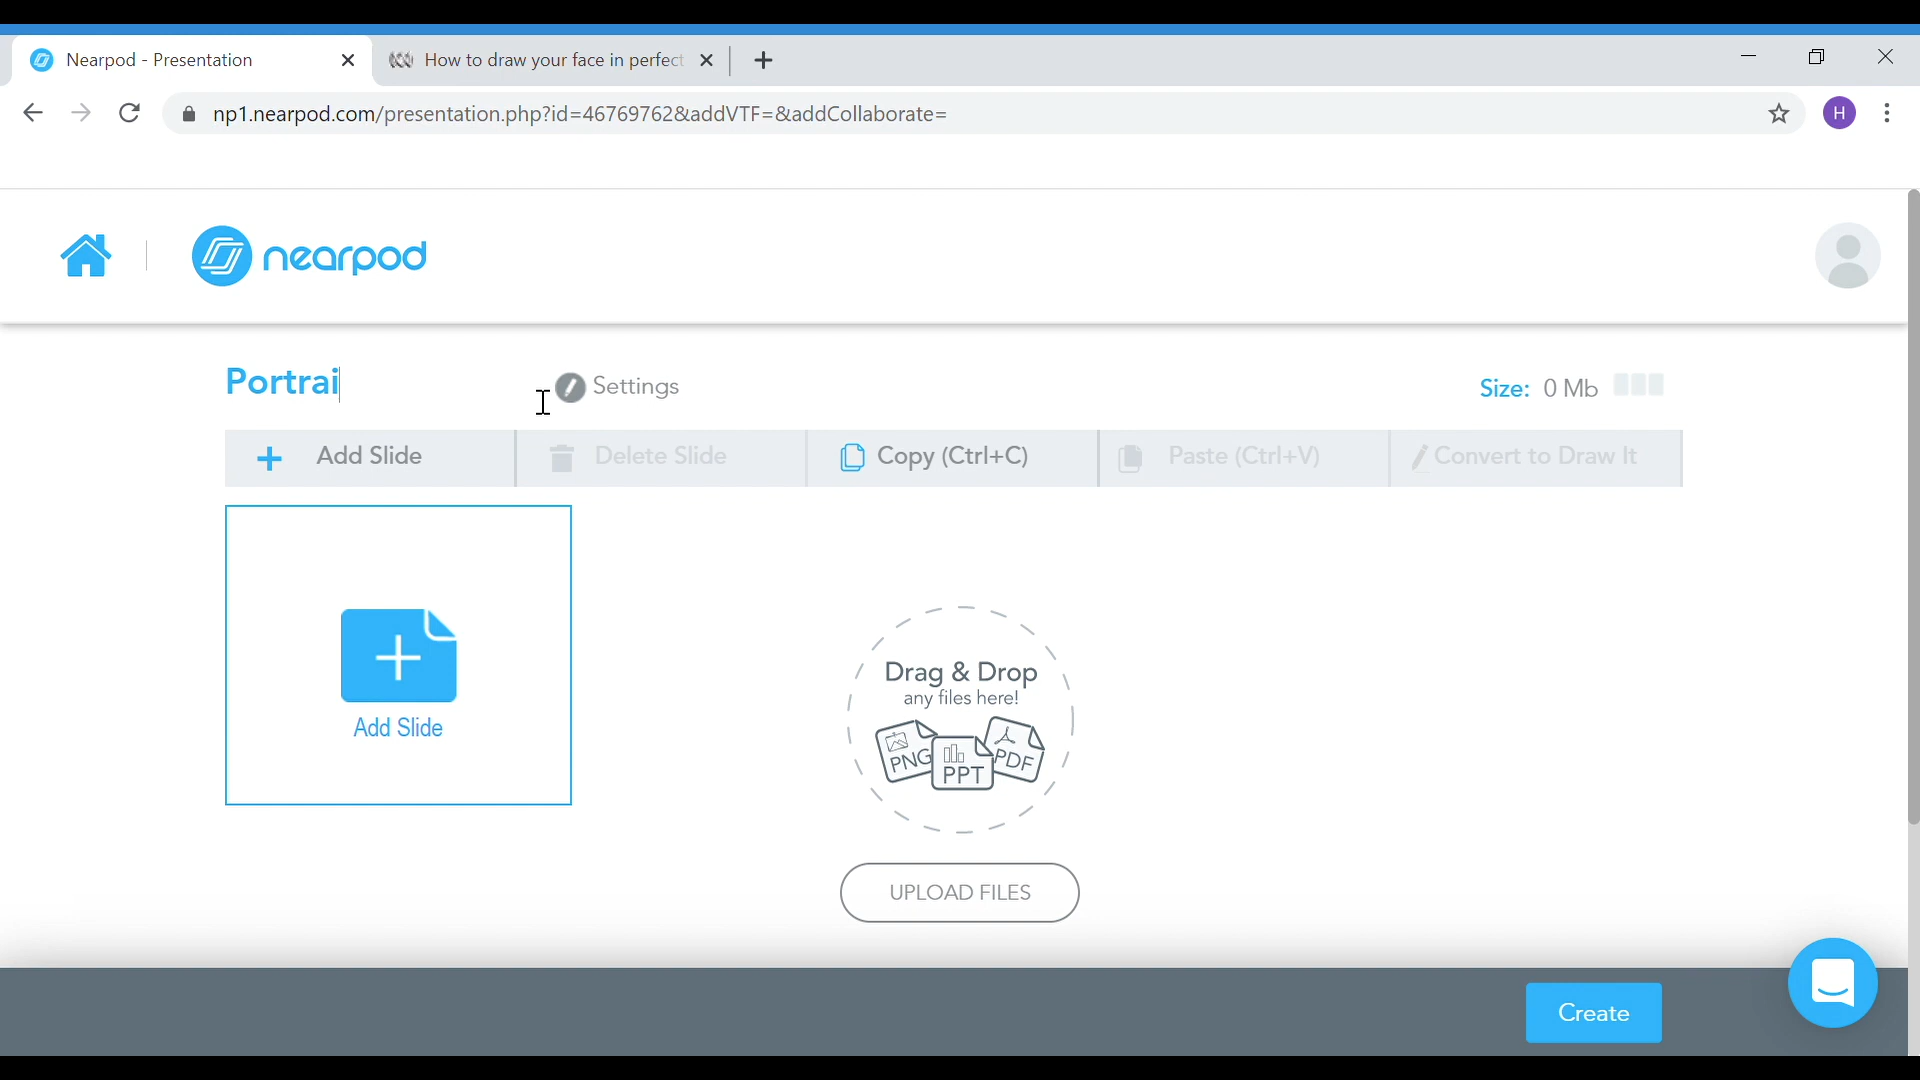 Nearpod - Presentation
How to draw your face in perfect
np1.nearpod.com/presentation.php?id=46769762&addVTF=&addCollaborate=
H
nearpod
Portrai
Settings
Size: 0 Mb
Add Slide
Delete Slide
Copy (Ctrl+C)
Paste (Ctrl+V)
Convert to Draw It
Add Slide
Drag & Drop
any files here!
PNG
PPT
PDF
UPLOAD FILES
Create